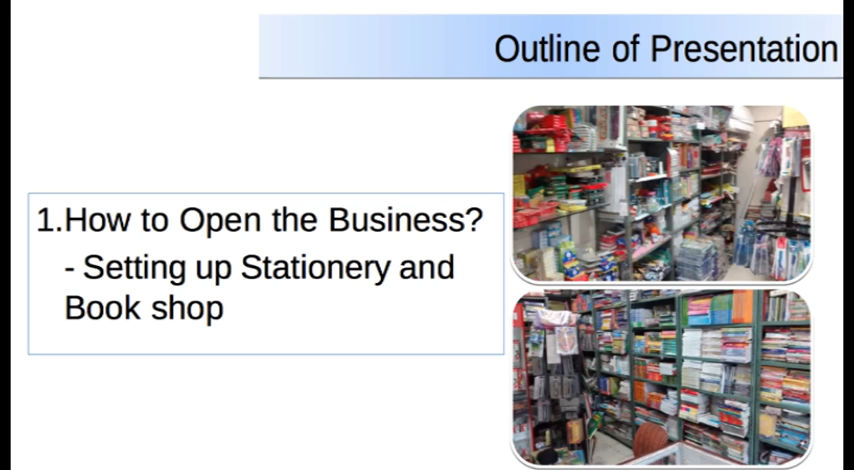 Outline of Presentation
1.How to Open the Business?
- Setting up Stationery and
Book shop